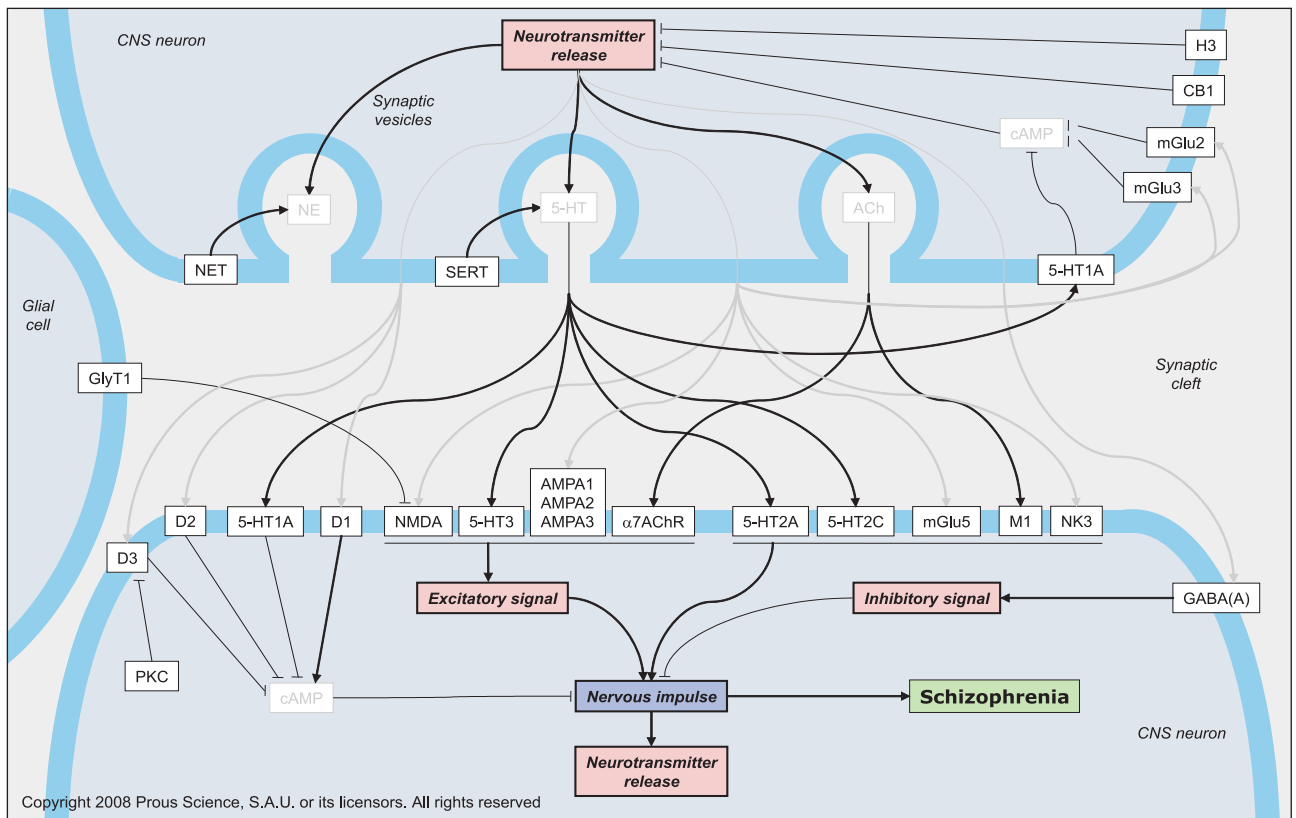 CNS neuron
Neurotransmitter
release
H3
CB1
Synaptic
vesicles
cAMP
mGlu2
mGlu3
NE
5-HT
ACh
NET
SERT
5-HT1A
Glial
cell
GlyT1
Synaptic
cleft
AMPA1
AMPA2
AMPA3
D2
5-HT1A
D1
NMDA
5-HT3
α7AChR
5-HT2A
5-HT2C
mGlu5
M1
NK3
D3
Excitatory signal
Inhibitory signal
GABA(A)
PKC
cAMP
Nervous impulse
Schizophrenia
CNS neuron
Neurotransmitter
release
Copyright 2008 Prous Science, S.A.U. or its licensors. All rights reserved